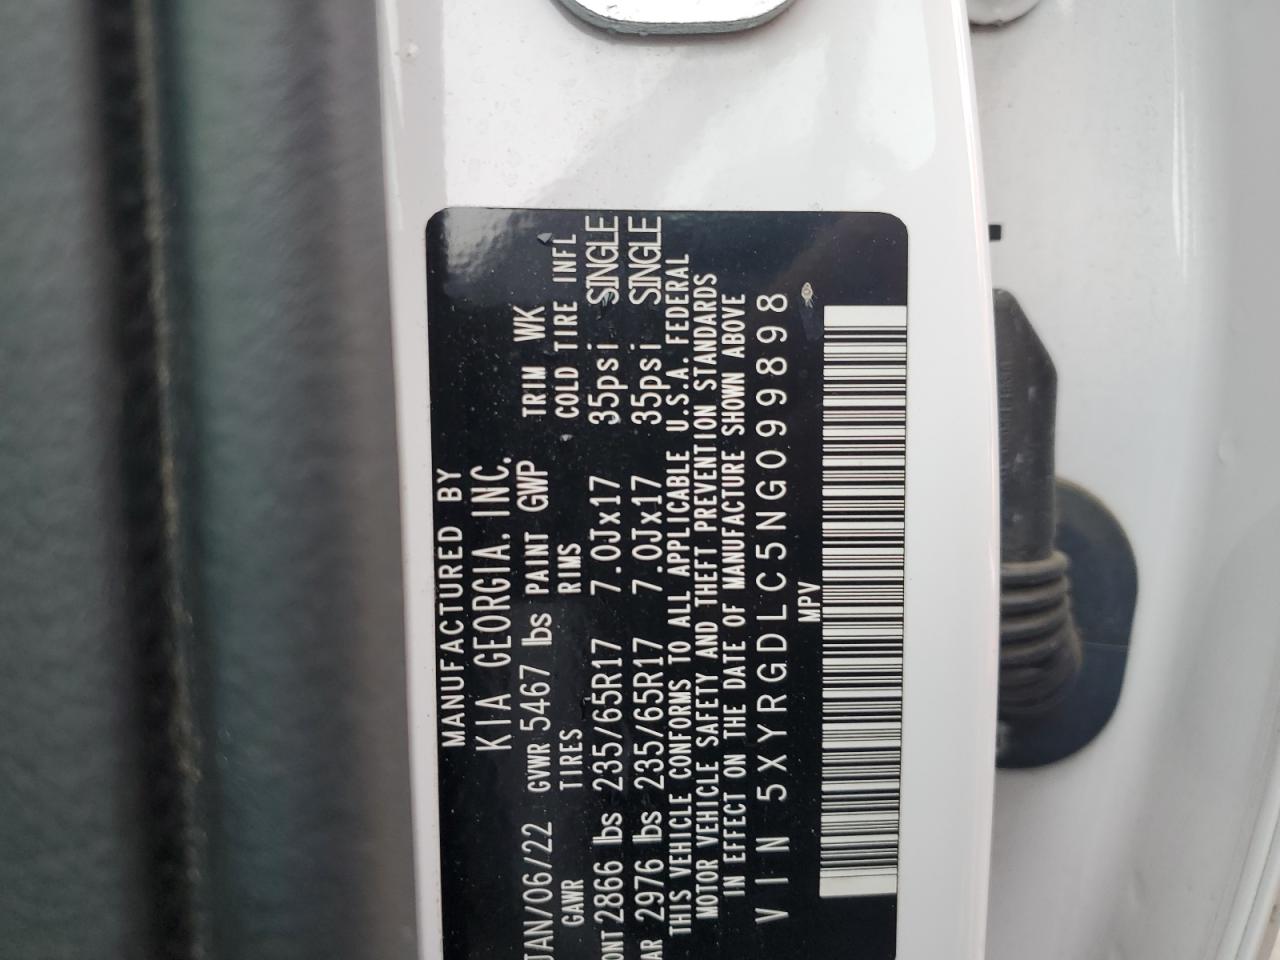 MANUFACTURED BY
KIA GEORGIA, INC.
JAN/06/22 GVWR 5467 lbs PAINT GWP TRIM WK
GAWR TIRES RIMS COLD TIRE INFL
ONT 2866 lbs 235/65R17 7.0Jx17 35psi SINGLE
AR 2976 lbs 235/65R17 7.0Jx17 35psi SINGLE
THIS VEHICLE CONFORMS TO ALL APPLICABLE U.S.A. FEDERAL
MOTOR VEHICLE SAFETY AND THEFT PREVENTION STANDARDS
IN EFFECT ON THE DATE OF MANUFACTURE SHOWN ABOVE
VIN 5XYRGDLC5NG099898
MPV